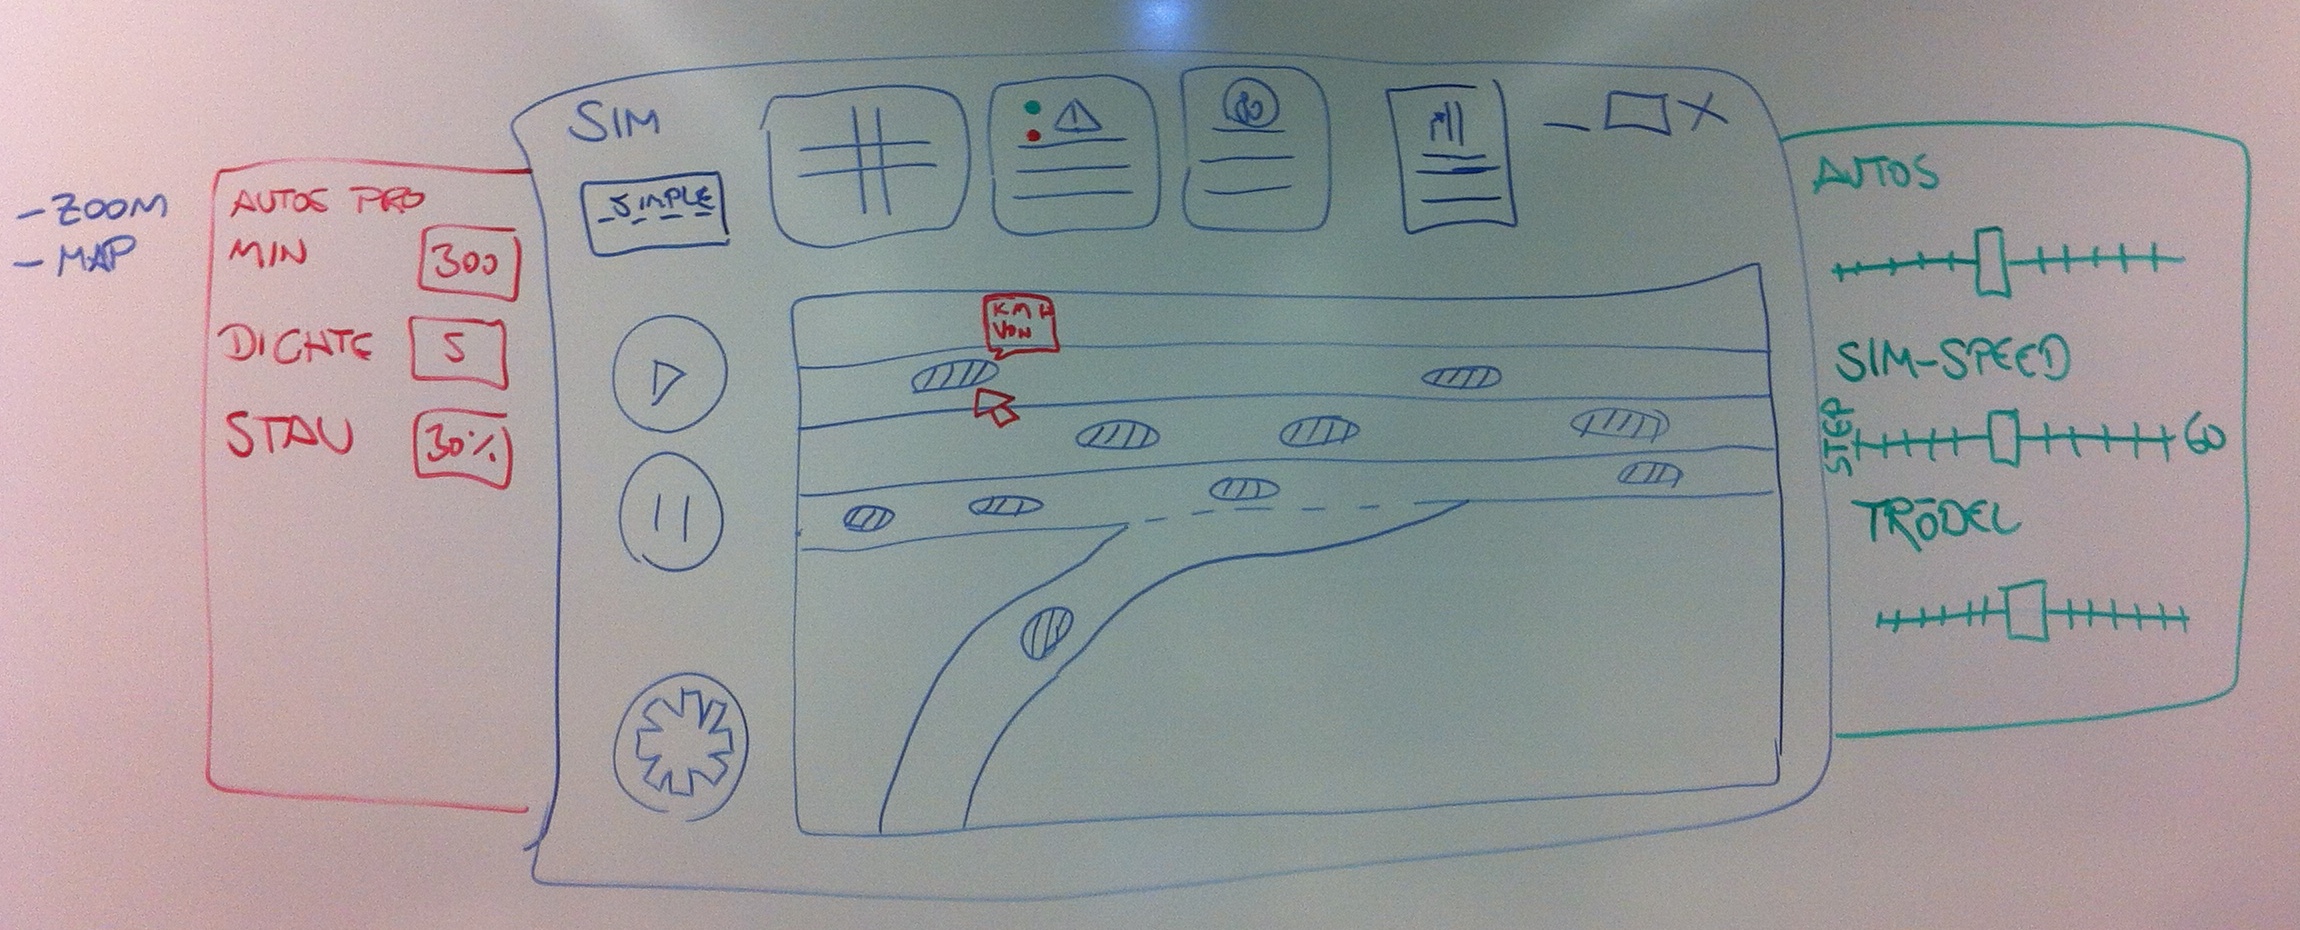 - ZOOM
- MAP
AUTOS PRO
MIN 300
DICHTE 5
STAU 30%
SIM
SIMPLE
80
KMH
VON
AUTOS
SIM-SPEED
STEP 60
TRÖDEL